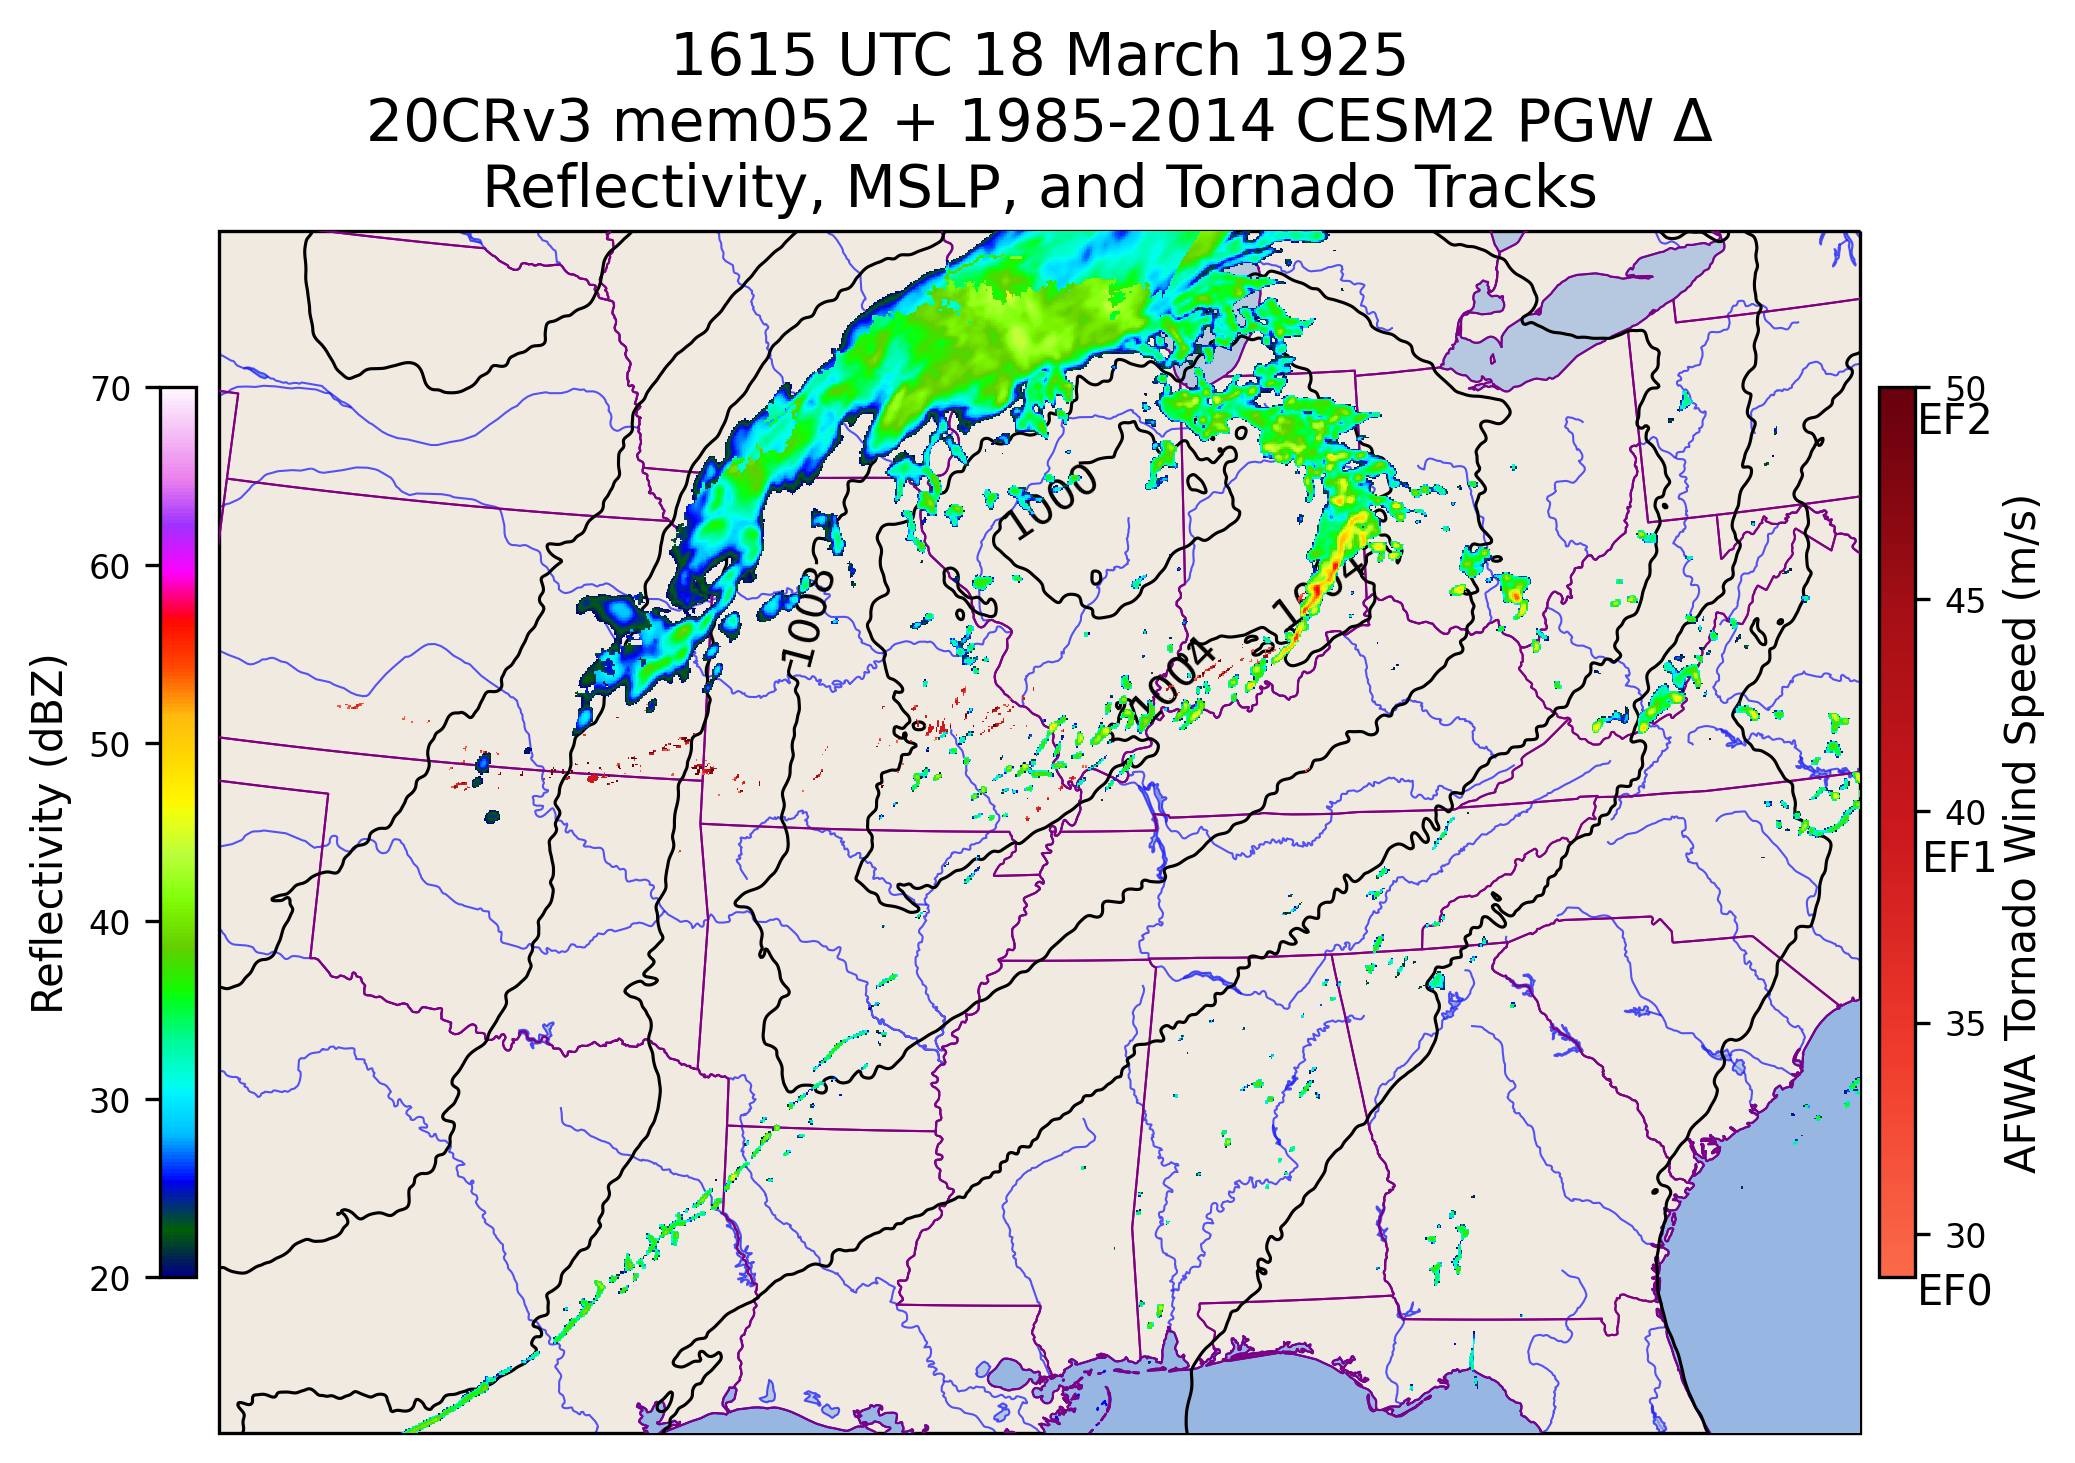 1615 UTC 18 March 1925
20CRv3 mem052 + 1985-2014 CESM2 PGW Δ
Reflectivity, MSLP, and Tornado Tracks
70
60
50
40
30
20
Reflectivity (dBZ)
1000
1008
1004
1004
50
EF2
45
40
EF1
35
30
EF0
AFWA Tornado Wind Speed (m/s)